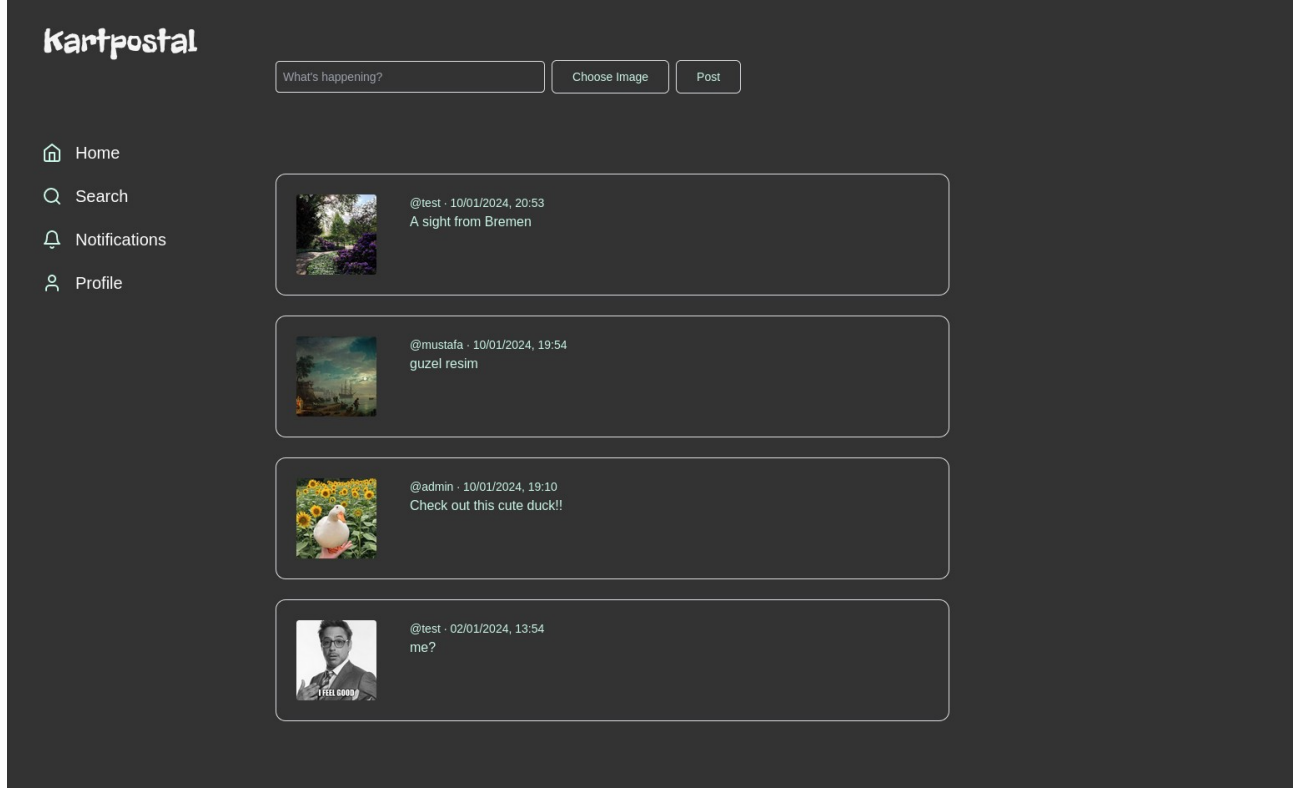 Kartpostal
What's happening?
Choose Image
Post
Home
Search
Notifications
Profile
@test · 10/01/2024, 20:53
A sight from Bremen
@mustafa · 10/01/2024, 19:54
guzel resim
@admin · 10/01/2024, 19:10
Check out this cute duck!!
@test · 02/01/2024, 13:54
me?
I FEEL GOOD